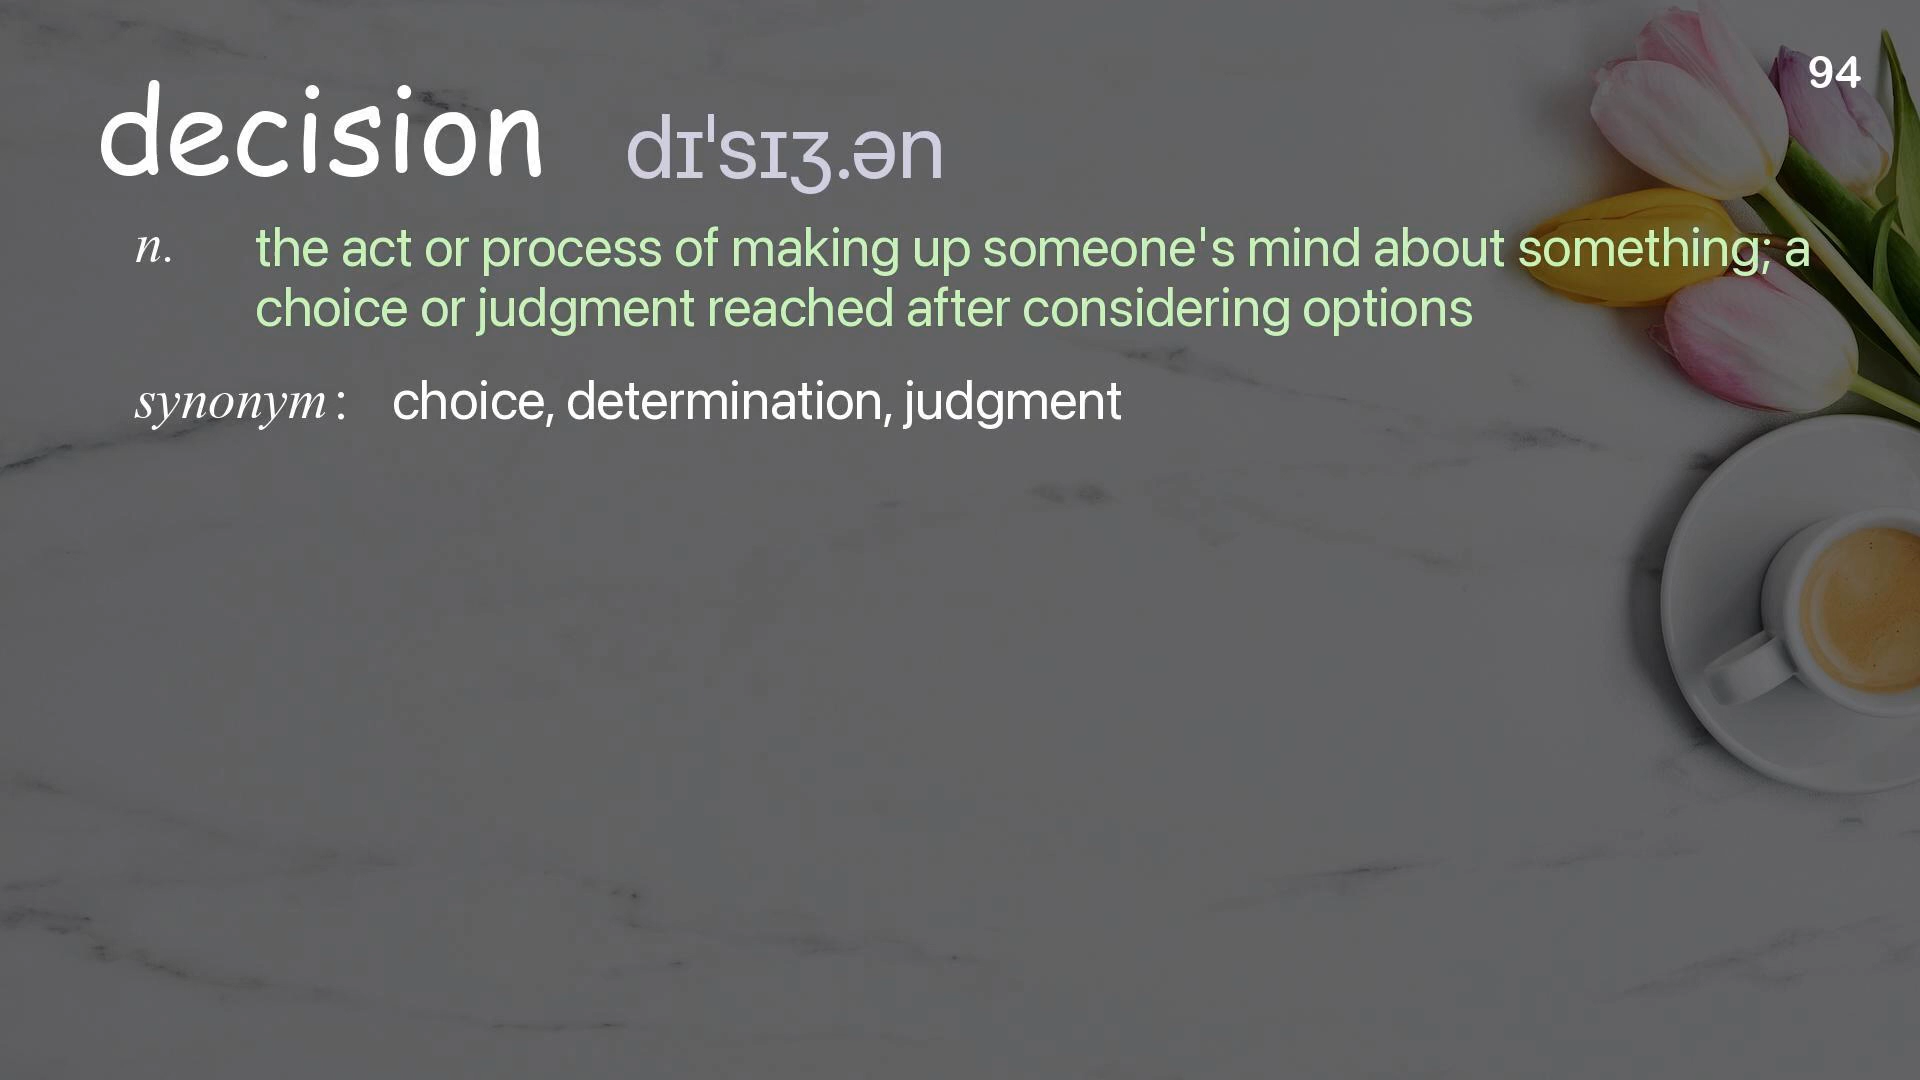 94
decision dɪˈsɪʒ.ən
n. the act or process of making up someone's mind about something; a
choice or judgment reached after considering options
synonym : choice, determination, judgment